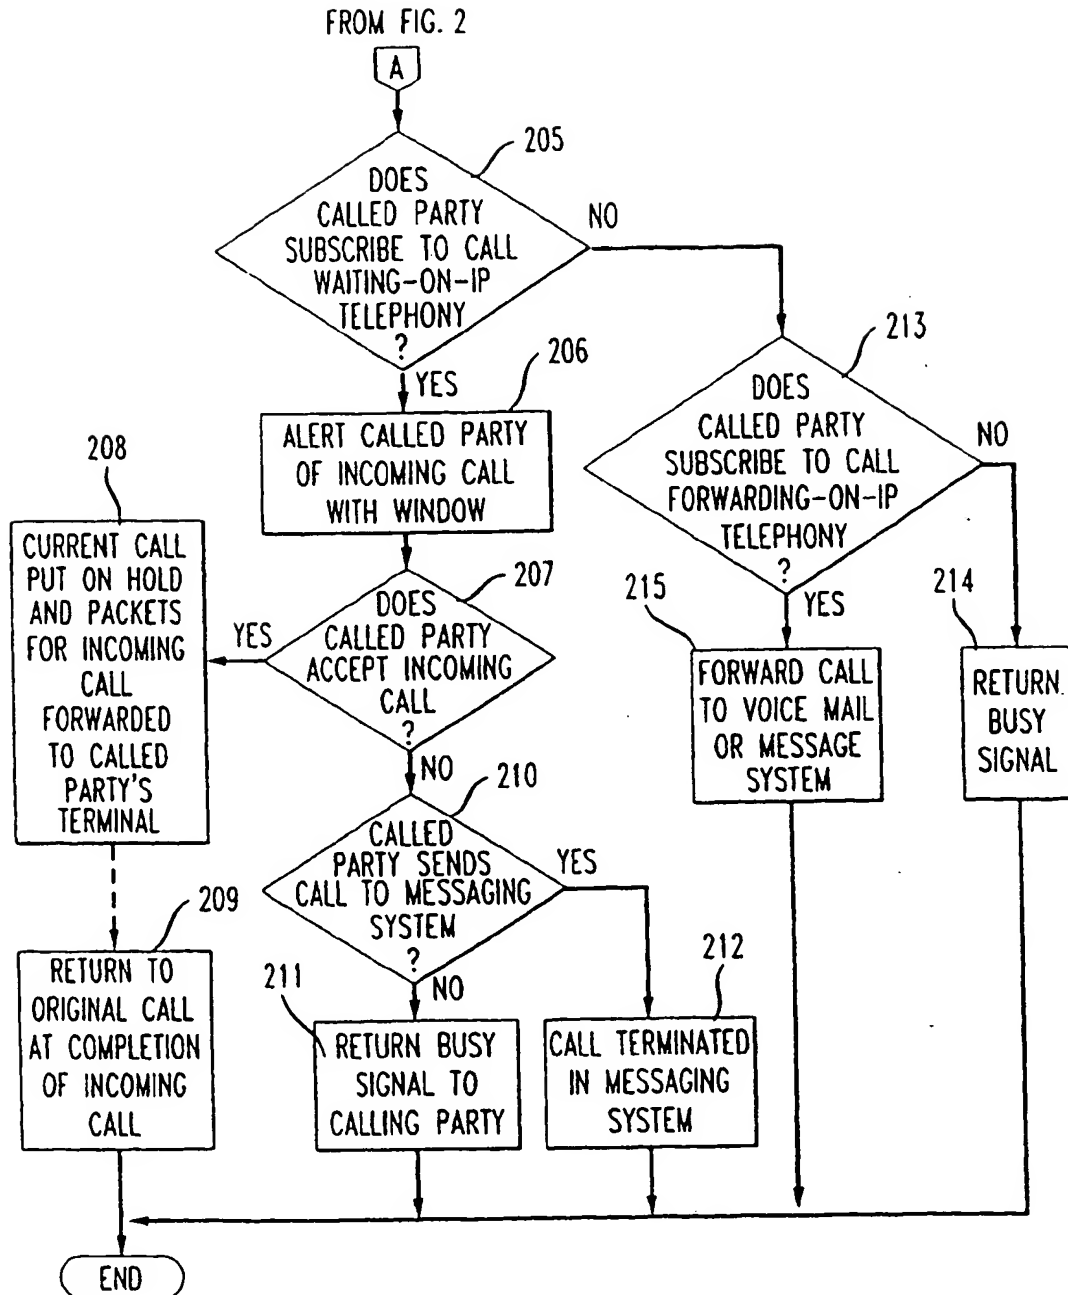 FROM FIG. 2
A
205
DOES
CALLED PARTY
SUBSCRIBE TO CALL
WAITING-ON-IP
TELEPHONY
?
NO
YES
206
ALERT CALLED PARTY
OF INCOMING CALL
WITH WINDOW
207
DOES
CALLED PARTY
ACCEPT INCOMING
CALL
?
YES
NO
208
CURRENT CALL
PUT ON HOLD
AND PACKETS
FOR INCOMING
CALL
FORWARDED
TO CALLED
PARTY'S
TERMINAL
209
RETURN TO
ORIGINAL CALL
AT COMPLETION
OF INCOMING
CALL
210
CALLED
PARTY SENDS
CALL TO MESSAGING
SYSTEM
?
YES
NO
211
RETURN BUSY
SIGNAL TO
CALLING PARTY
212
CALL TERMINATED
IN MESSAGING
SYSTEM
213
DOES
CALLED PARTY
SUBSCRIBE TO CALL
FORWARDING-ON-IP
TELEPHONY
?
NO
YES
215
FORWARD CALL
TO VOICE MAIL
OR MESSAGE
SYSTEM
214
RETURN
BUSY
SIGNAL
END